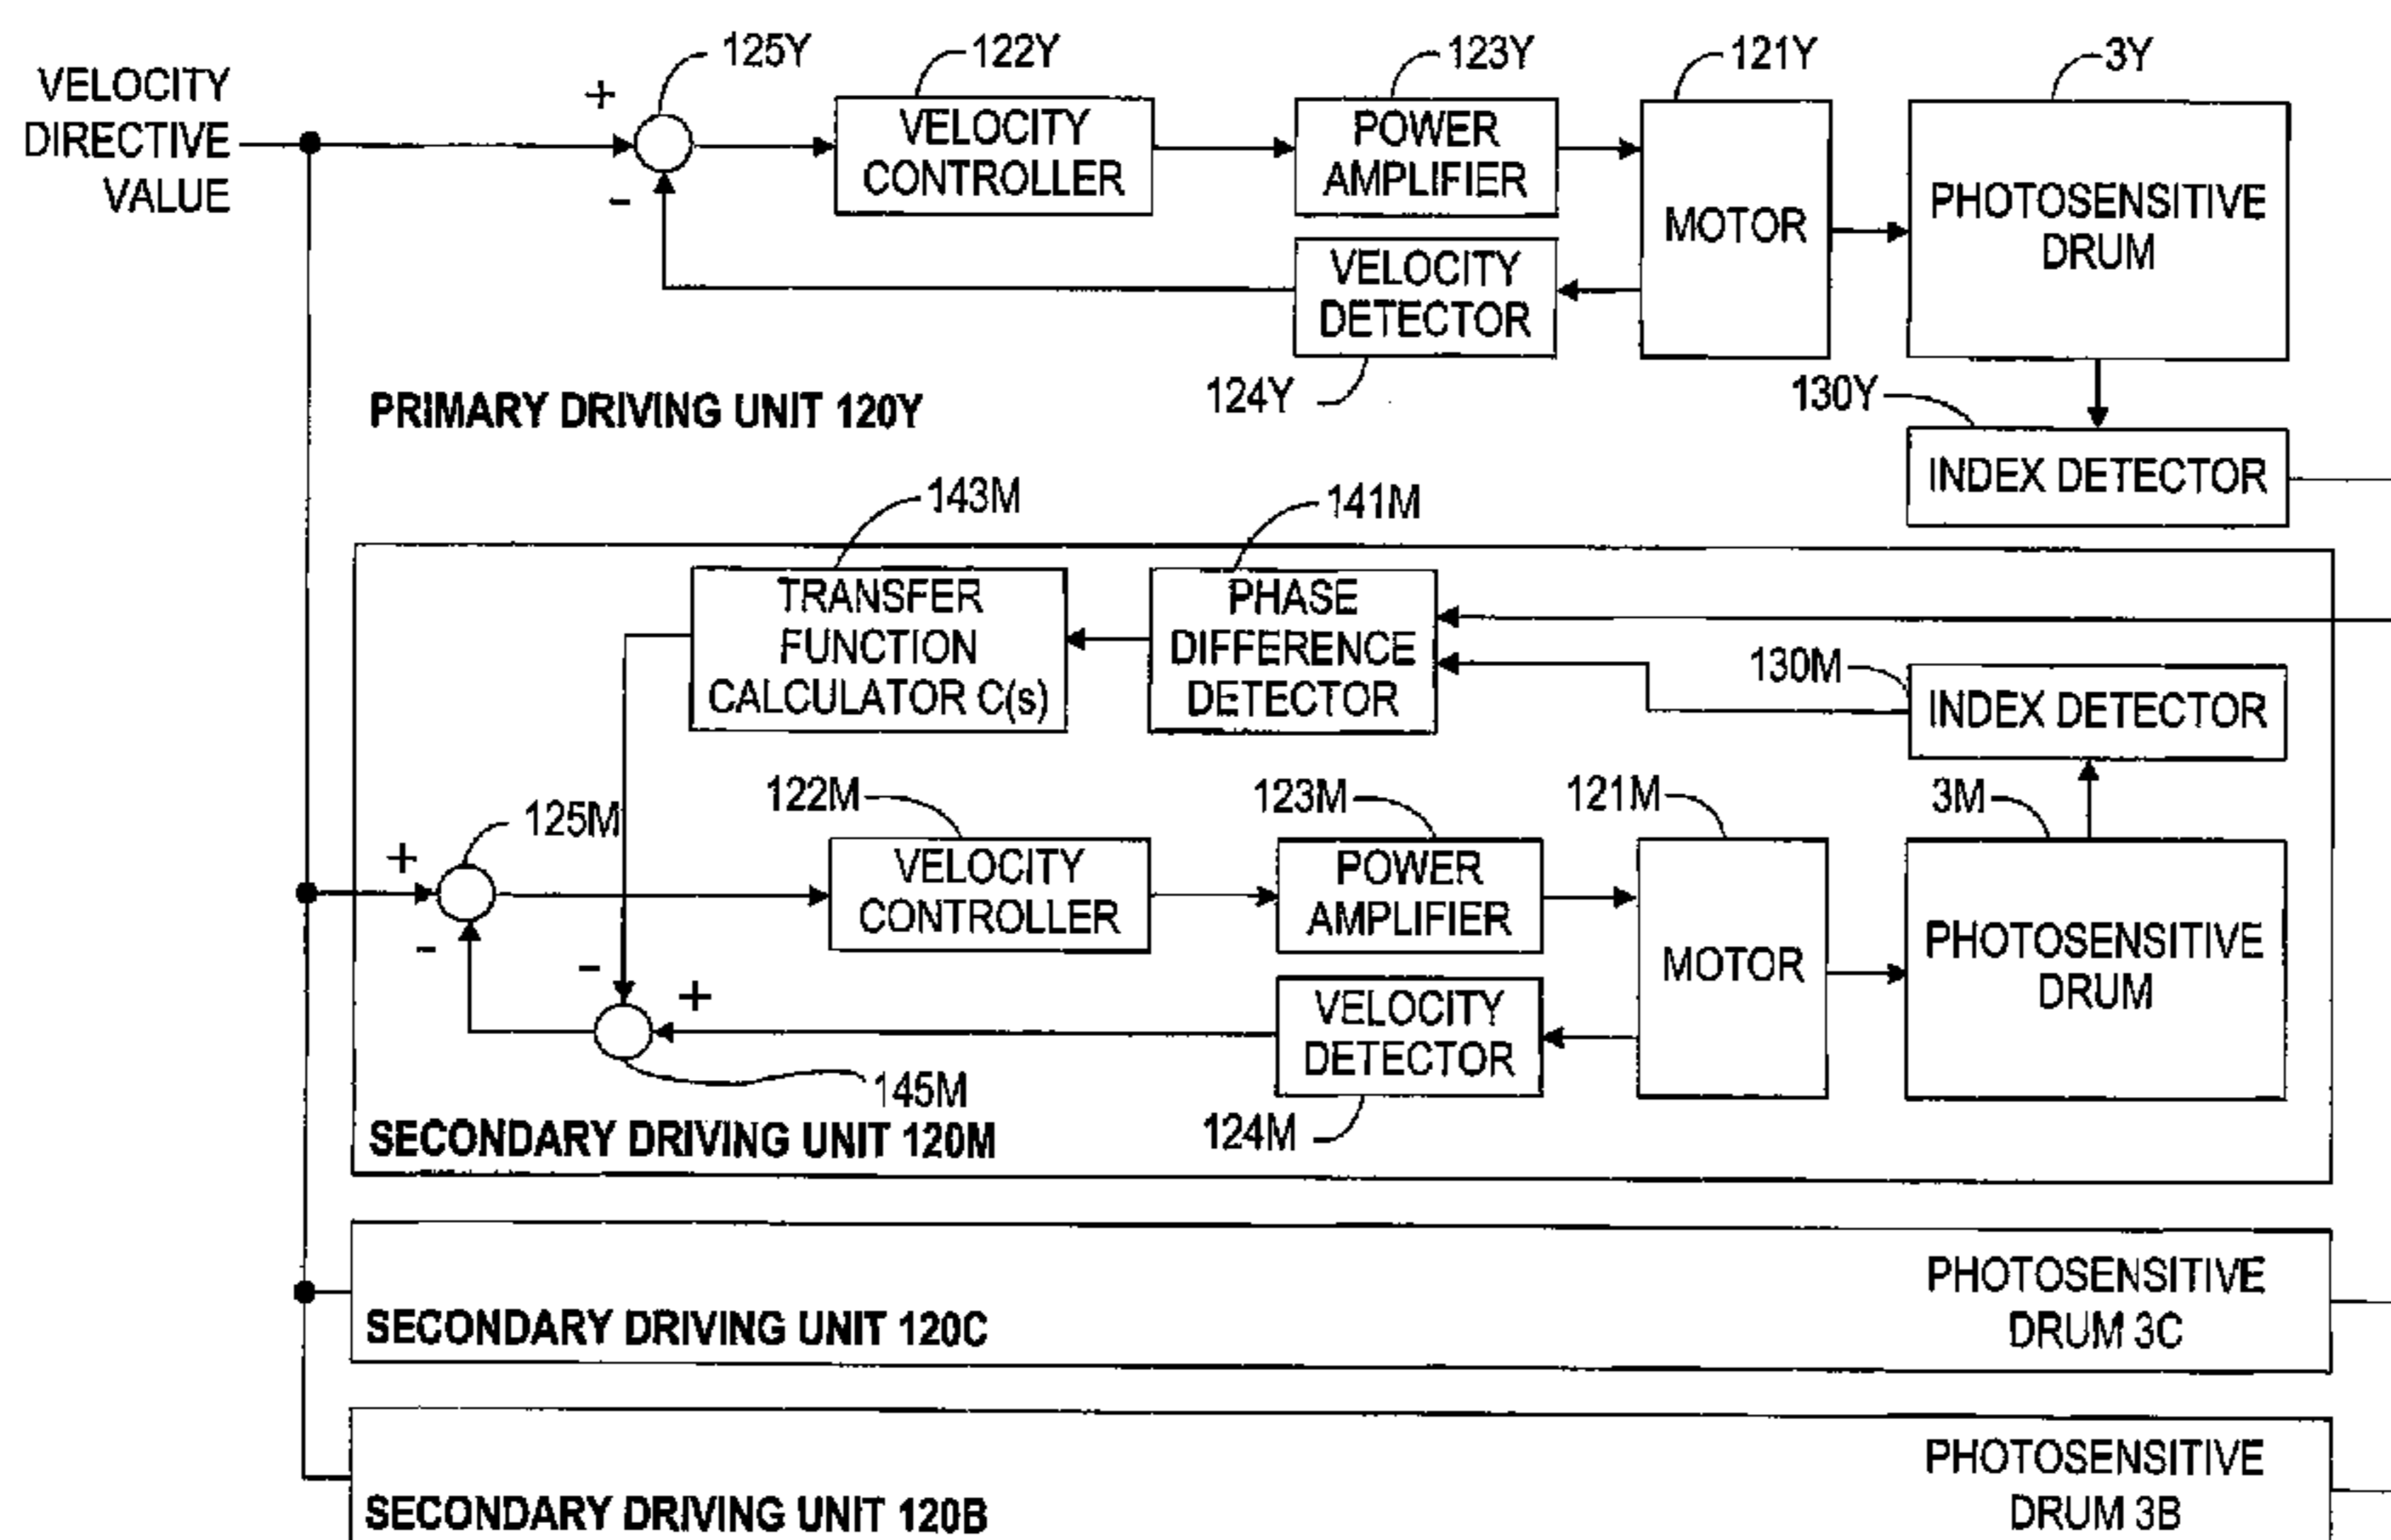 125Y
122Y
123Y
121Y
3Y
VELOCITY
DIRECTIVE
VALUE
+
-
VELOCITY
CONTROLLER
POWER
AMPLIFIER
MOTOR
PHOTOSENSITIVE
DRUM
VELOCITY
DETECTOR
124Y
130Y
PRIMARY DRIVING UNIT 120Y
INDEX DETECTOR
143M
141M
TRANSFER
FUNCTION
CALCULATOR C(s)
PHASE
DIFFERENCE
DETECTOR
130M
INDEX DETECTOR
125M
122M
123M
121M
3M
+
-
VELOCITY
CONTROLLER
POWER
AMPLIFIER
MOTOR
PHOTOSENSITIVE
DRUM
-
+
VELOCITY
DETECTOR
145M
124M
SECONDARY DRIVING UNIT 120M
PHOTOSENSITIVE
DRUM 3C
SECONDARY DRIVING UNIT 120C
PHOTOSENSITIVE
DRUM 3B
SECONDARY DRIVING UNIT 120B